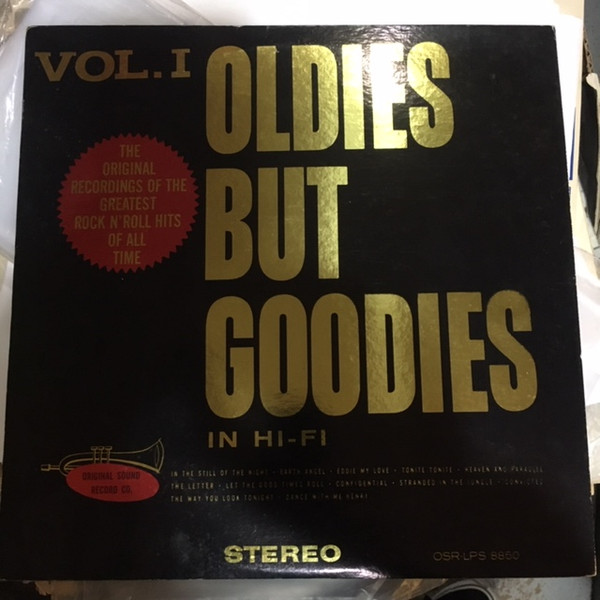 VOL. I
OLDIES
BUT
GOODIES
IN HI-FI
THE
ORIGINAL
RECORDINGS OF THE
GREATEST
ROCK N' ROLL HITS
OF ALL
TIME
ORIGINAL SOUND
RECORD CO.
IN THE STILL OF THE NIGHT • EARTH ANGEL • EDDIE MY LOVE • TONITE TONITE • HEAVEN AND PARADISE
THE LETTER • LET THE GOOD TIMES ROLL • CONFIDENTIAL • STRANDED IN THE JUNGLE • CONVICTED
THE WAY YOU LOOK TONIGHT • DANCE WITH ME HENRY
STEREO
OSR-LPS 8850